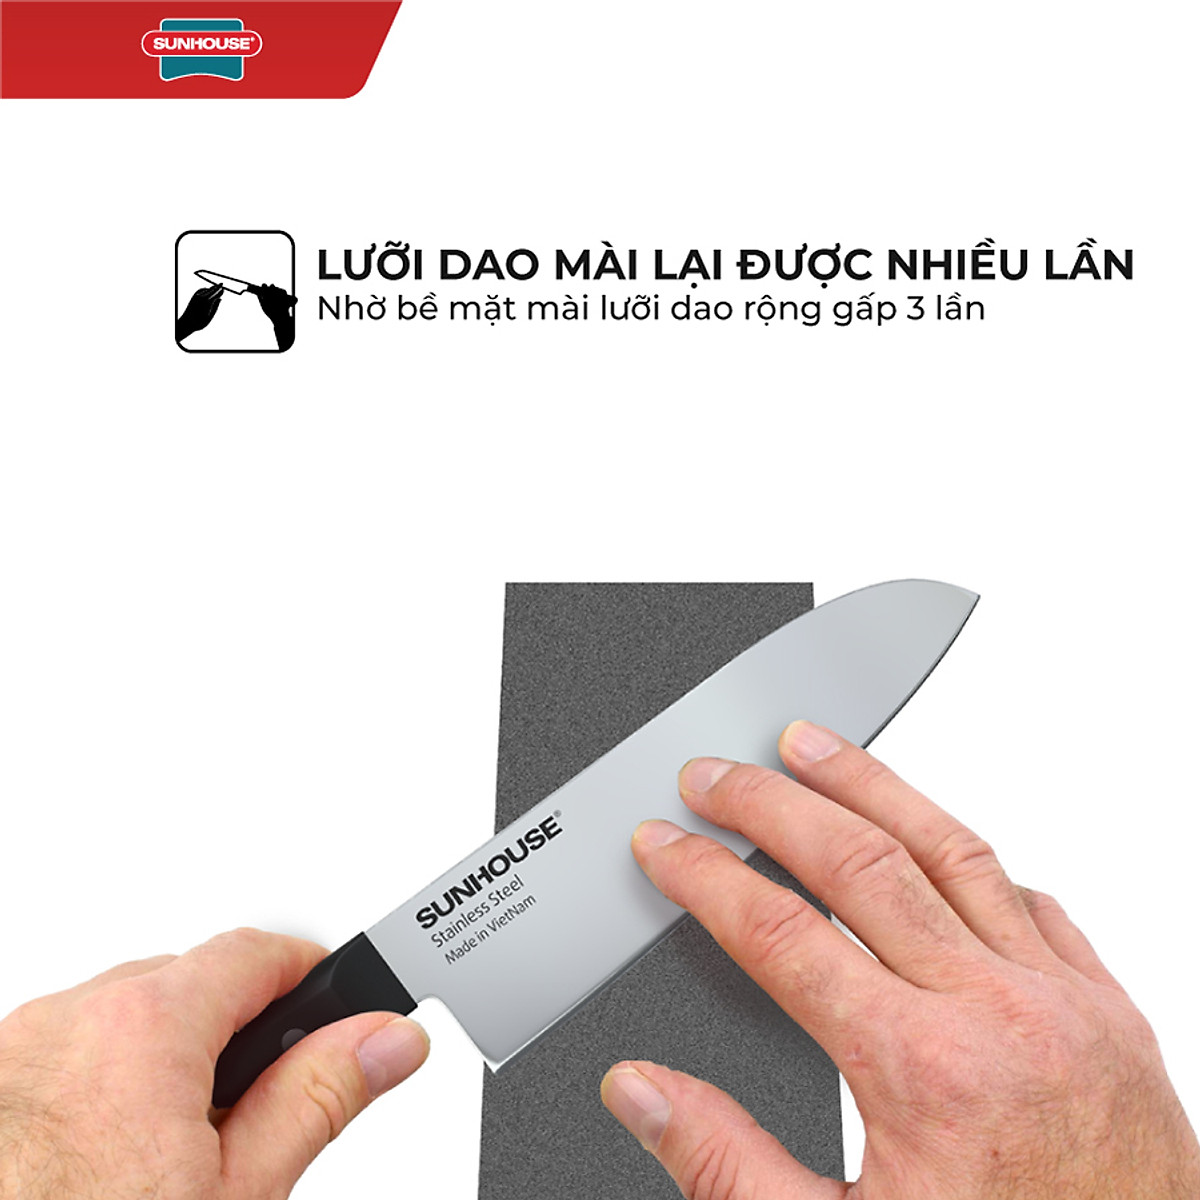 SUNHOUSE®
LƯỠI DAO MÀI LẠI ĐƯỢC NHIỀU LẦN
Nhờ bề mặt mài lưỡi dao rộng gấp 3 lần
SUNHOUSE®
Stainless Steel
Made in VietNam